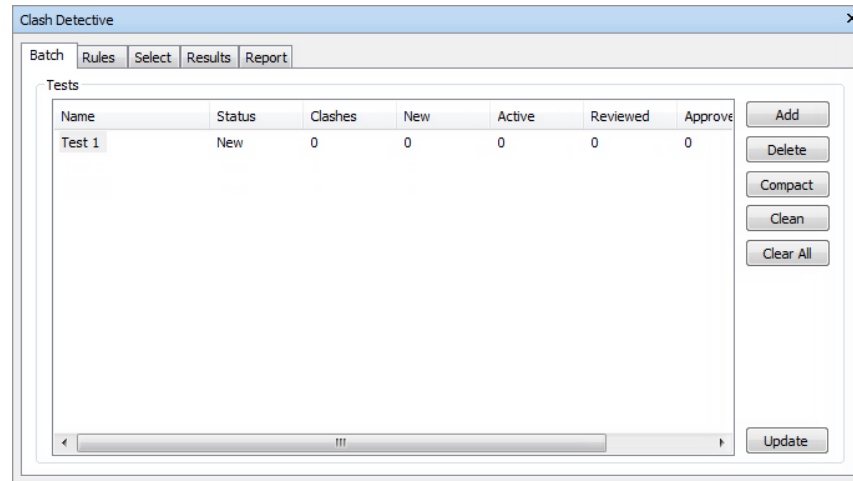 Clash Detective
Batch Rules Select Results Report
Tests
Name Status Clashes New Active Reviewed Approve
Test 1 New 0 0 0 0 0
Add
Delete
Compact
Clean
Clear All
Update